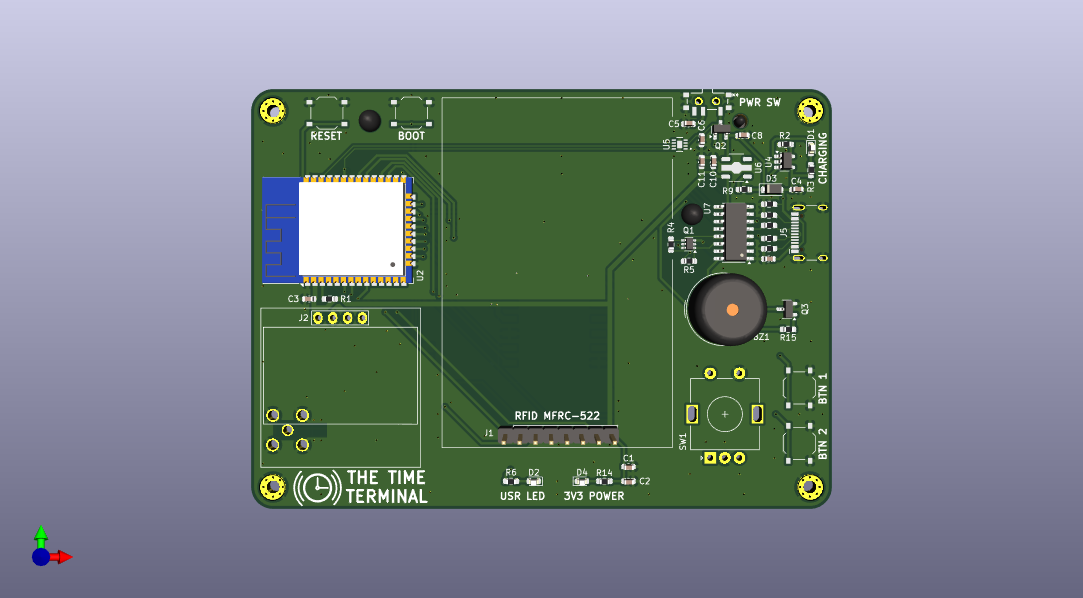 PWR SW
RESET
BOOT
C5
C6
Q2
C8
U5
R2
D1
CHARGING
U4
U6
C11
C10
R9
D3
C4
R3
U7
J5
R4
Q1
R5
U2
C3
R1
J2
Q3
BZ1
R15
BTN 1
RFID MFRC-522
J1
SW1
BTN 2
C1
R6
D2
D4
R14
C2
USR LED
3V3 POWER
THE TIME
TERMINAL